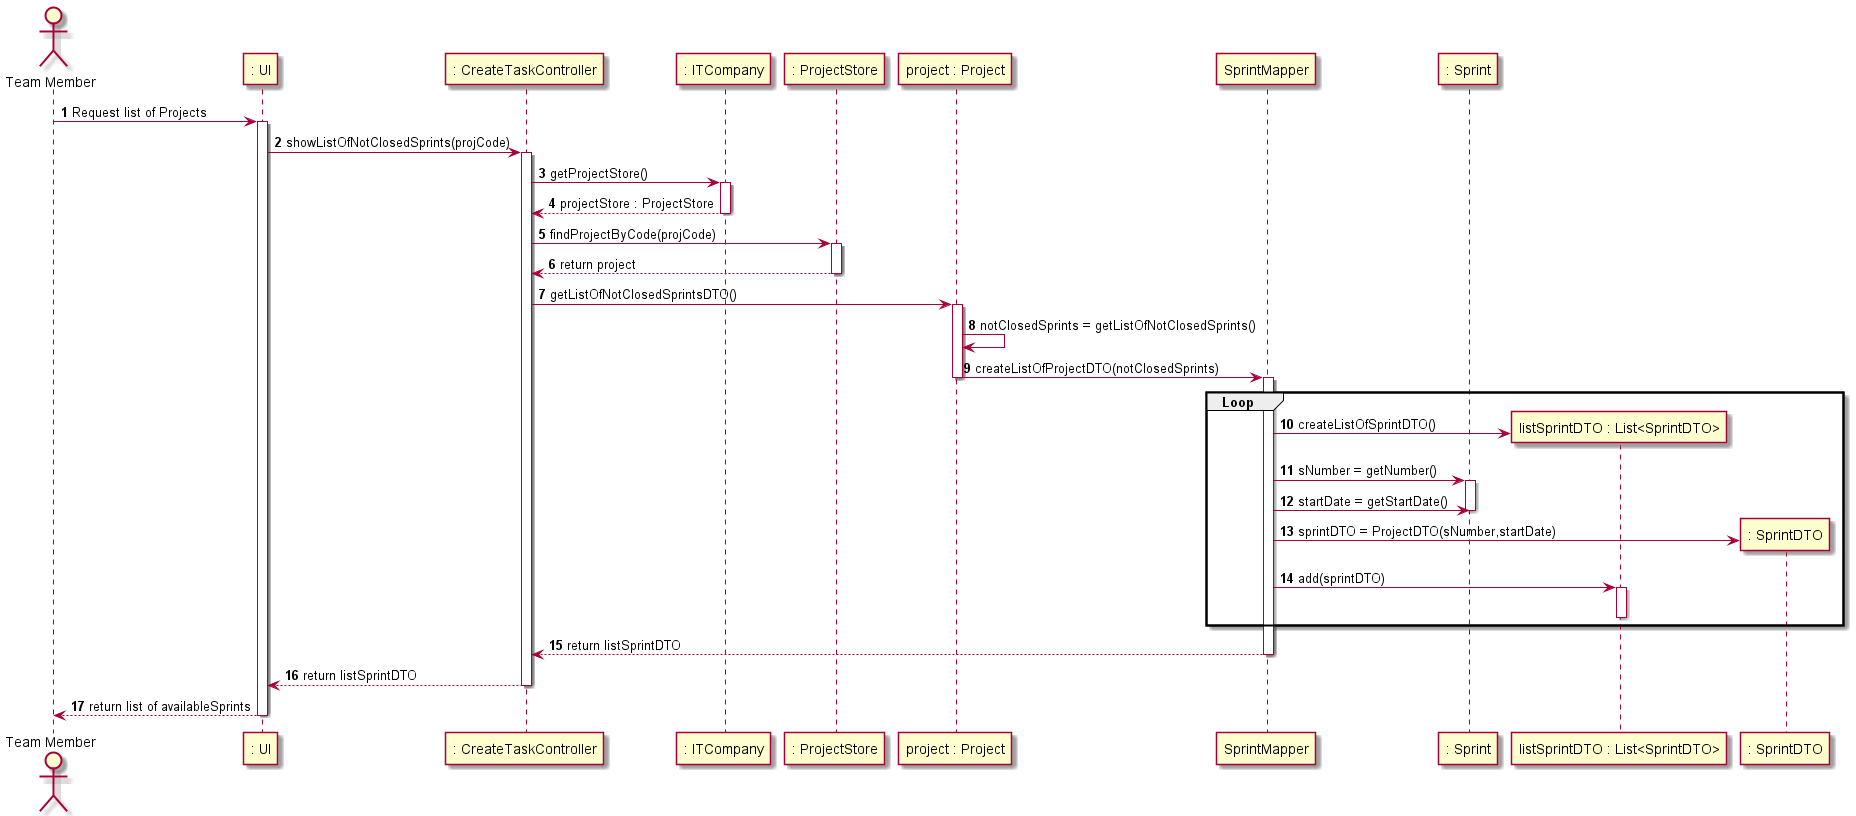 Team Member
: UI
: CreateTaskController
: ITCompany
: ProjectStore
project : Project
SprintMapper
: Sprint
1 Request list of Projects
2 showListOfNotClosedSprints(projCode)
3 getProjectStore()
4 projectStore : ProjectStore
5 findProjectByCode(projCode)
6 return project
7 getListOfNotClosedSprintsDTO()
8 notClosedSprints = getListOfNotClosedSprints()
9 createListOfProjectDTO(notClosedSprints)
Loop
10 createListOfSprintDTO()
listSprintDTO : List<SprintDTO>
11 sNumber = getNumber()
12 startDate = getStartDate()
13 sprintDTO = ProjectDTO(sNumber,startDate)
: SprintDTO
14 add(sprintDTO)
15 return listSprintDTO
16 return listSprintDTO
17 return list of availableSprints
Team Member
: UI
: CreateTaskController
: ITCompany
: ProjectStore
project : Project
SprintMapper
: Sprint
listSprintDTO : List<SprintDTO>
: SprintDTO